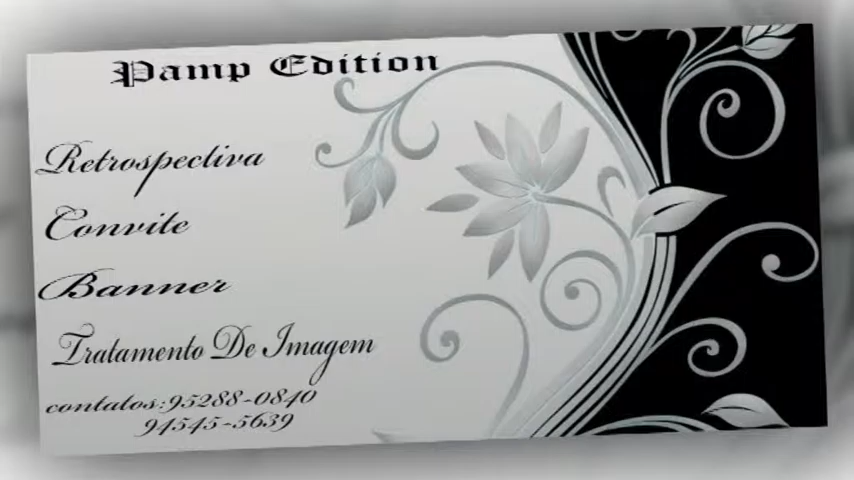 Pamp Edition
Retrospectiva
Convite
Banner
Tratamento De Imagem
contatos:95288-0840
94545-5639